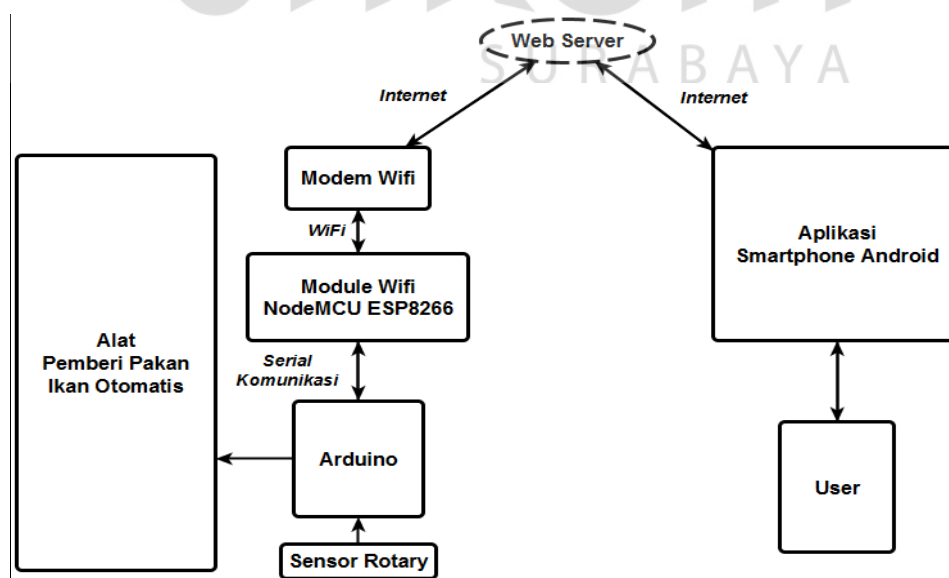 Web Server
SURABAYA
Internet
Internet
Modem Wifi
WiFi
Aplikasi
Smartphone Android
Module Wifi
NodeMCU ESP8266
Alat
Pemberi Pakan
Ikan Otomatis
Serial
Komunikasi
Arduino
User
Sensor Rotary